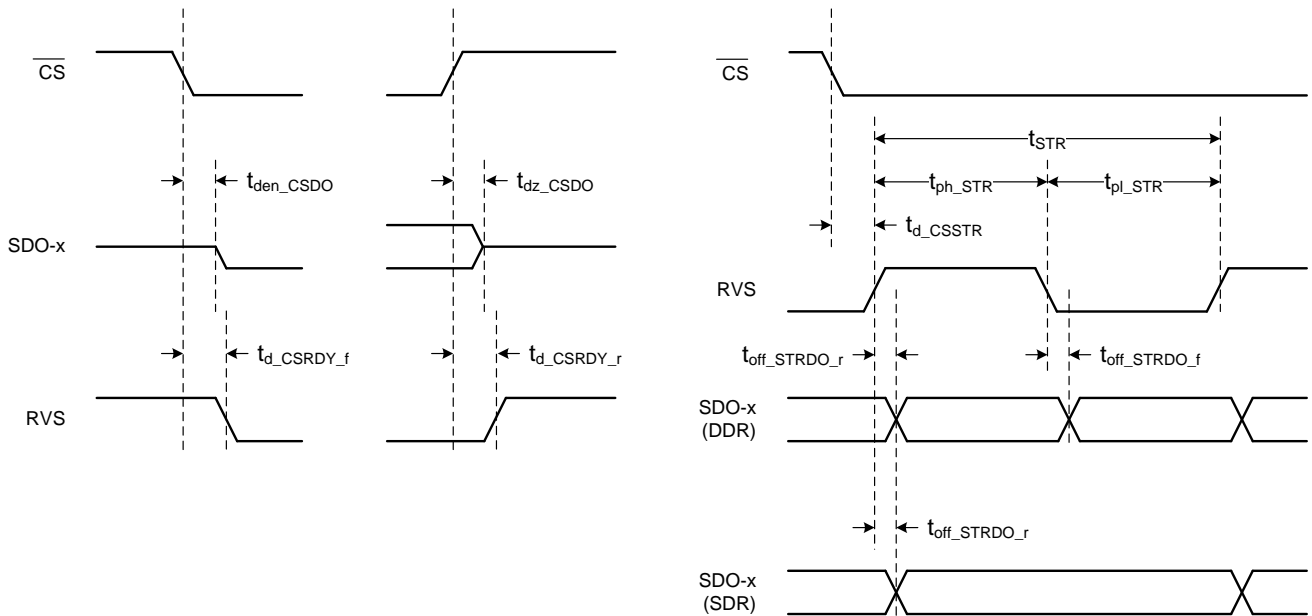 CS
t_den_CSDO
t_dz_CSDO
SDO-x
t_d_CSRDY_f
t_d_CSRDY_r
RVS
CS
t_STR
t_ph_STR
t_pl_STR
t_d_CSSTR
RVS
t_off_STRDO_r
t_off_STRDO_f
SDO-x
(DDR)
t_off_STRDO_r
SDO-x
(SDR)